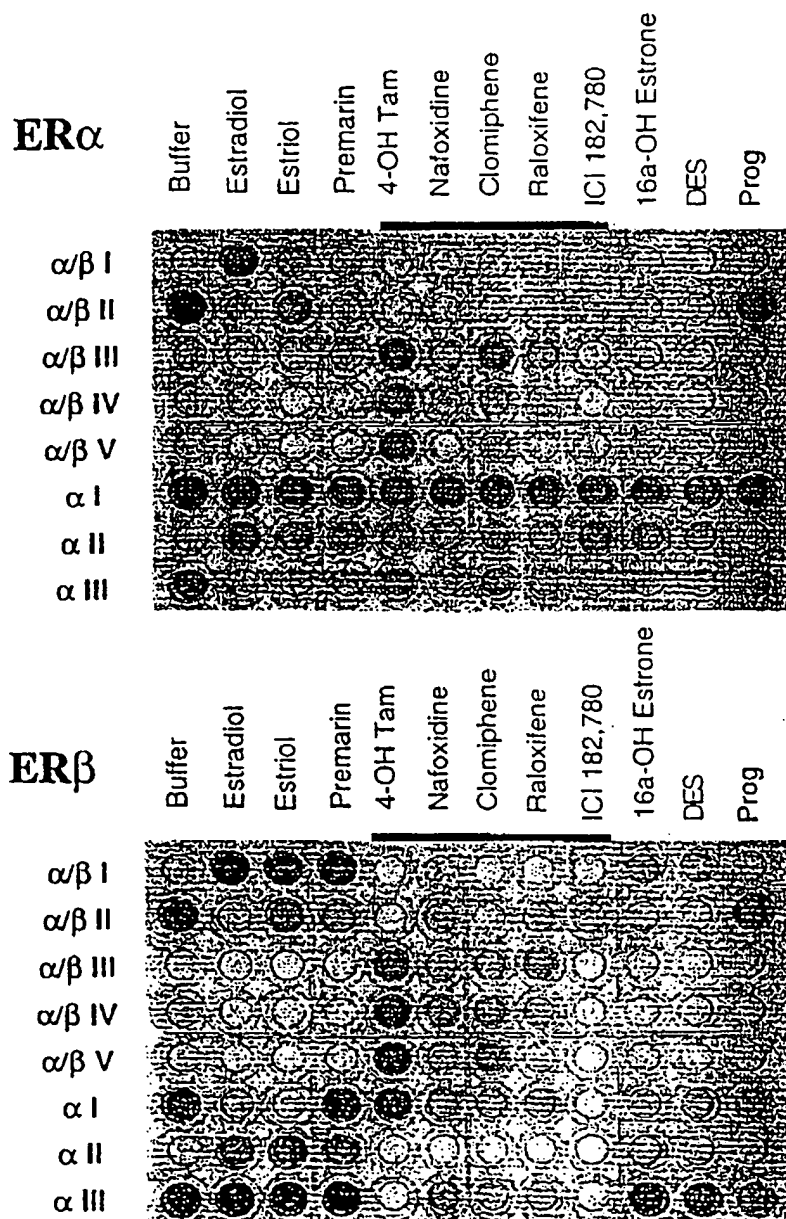 ERα
Buffer
Estradiol
Estriol
Premarin
4-OH Tam
Nafoxidine
Clomiphene
Raloxifene
ICI 182,780
16a-OH Estrone
DES
Prog
α/β I
α/β II
α/β III
α/β IV
α/β V
α I
α II
α III
ERβ
Buffer
Estradiol
Estriol
Premarin
4-OH Tam
Nafoxidine
Clomiphene
Raloxifene
ICI 182,780
16a-OH Estrone
DES
Prog
α/β I
α/β II
α/β III
α/β IV
α/β V
α I
α II
α III